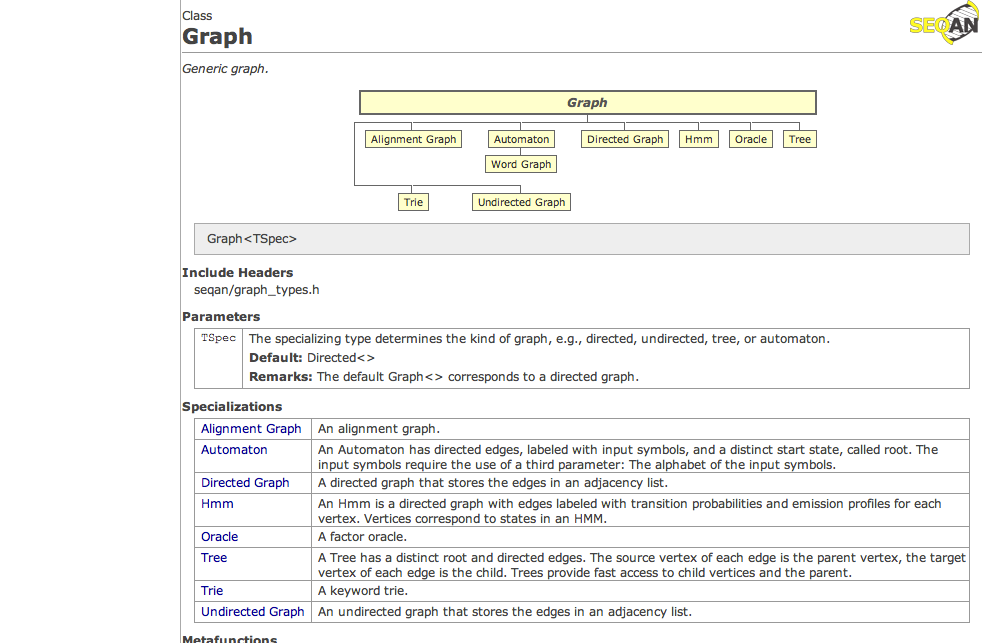 Class
Graph
SEQAN
Generic graph.
Graph
Alignment Graph Automaton Directed Graph Hmm Oracle Tree
Word Graph
Trie Undirected Graph
Graph<TSpec>
Include Headers
seqan/graph_types.h
Parameters
TSpec The specializing type determines the kind of graph, e.g., directed, undirected, tree, or automaton.
Default: Directed<>
Remarks: The default Graph<> corresponds to a directed graph.
Specializations
Alignment Graph An alignment graph.
Automaton An Automaton has directed edges, labeled with input symbols, and a distinct start state, called root. The
input symbols require the use of a third parameter: The alphabet of the input symbols.
Directed Graph A directed graph that stores the edges in an adjacency list.
Hmm An Hmm is a directed graph with edges labeled with transition probabilities and emission profiles for each
vertex. Vertices correspond to states in an HMM.
Oracle A factor oracle.
Tree A Tree has a distinct root and directed edges. The source vertex of each edge is the parent vertex, the target
vertex of each edge is the child. Trees provide fast access to child vertices and the parent.
Trie A keyword trie.
Undirected Graph An undirected graph that stores the edges in an adjacency list.
Metafunctions